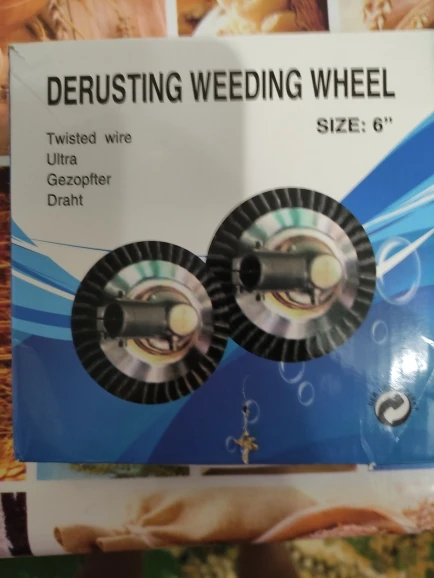 DERUSTING WEEDING WHEEL
SIZE: 6"
Twisted wire
Ultra
Gezopfter
Draht